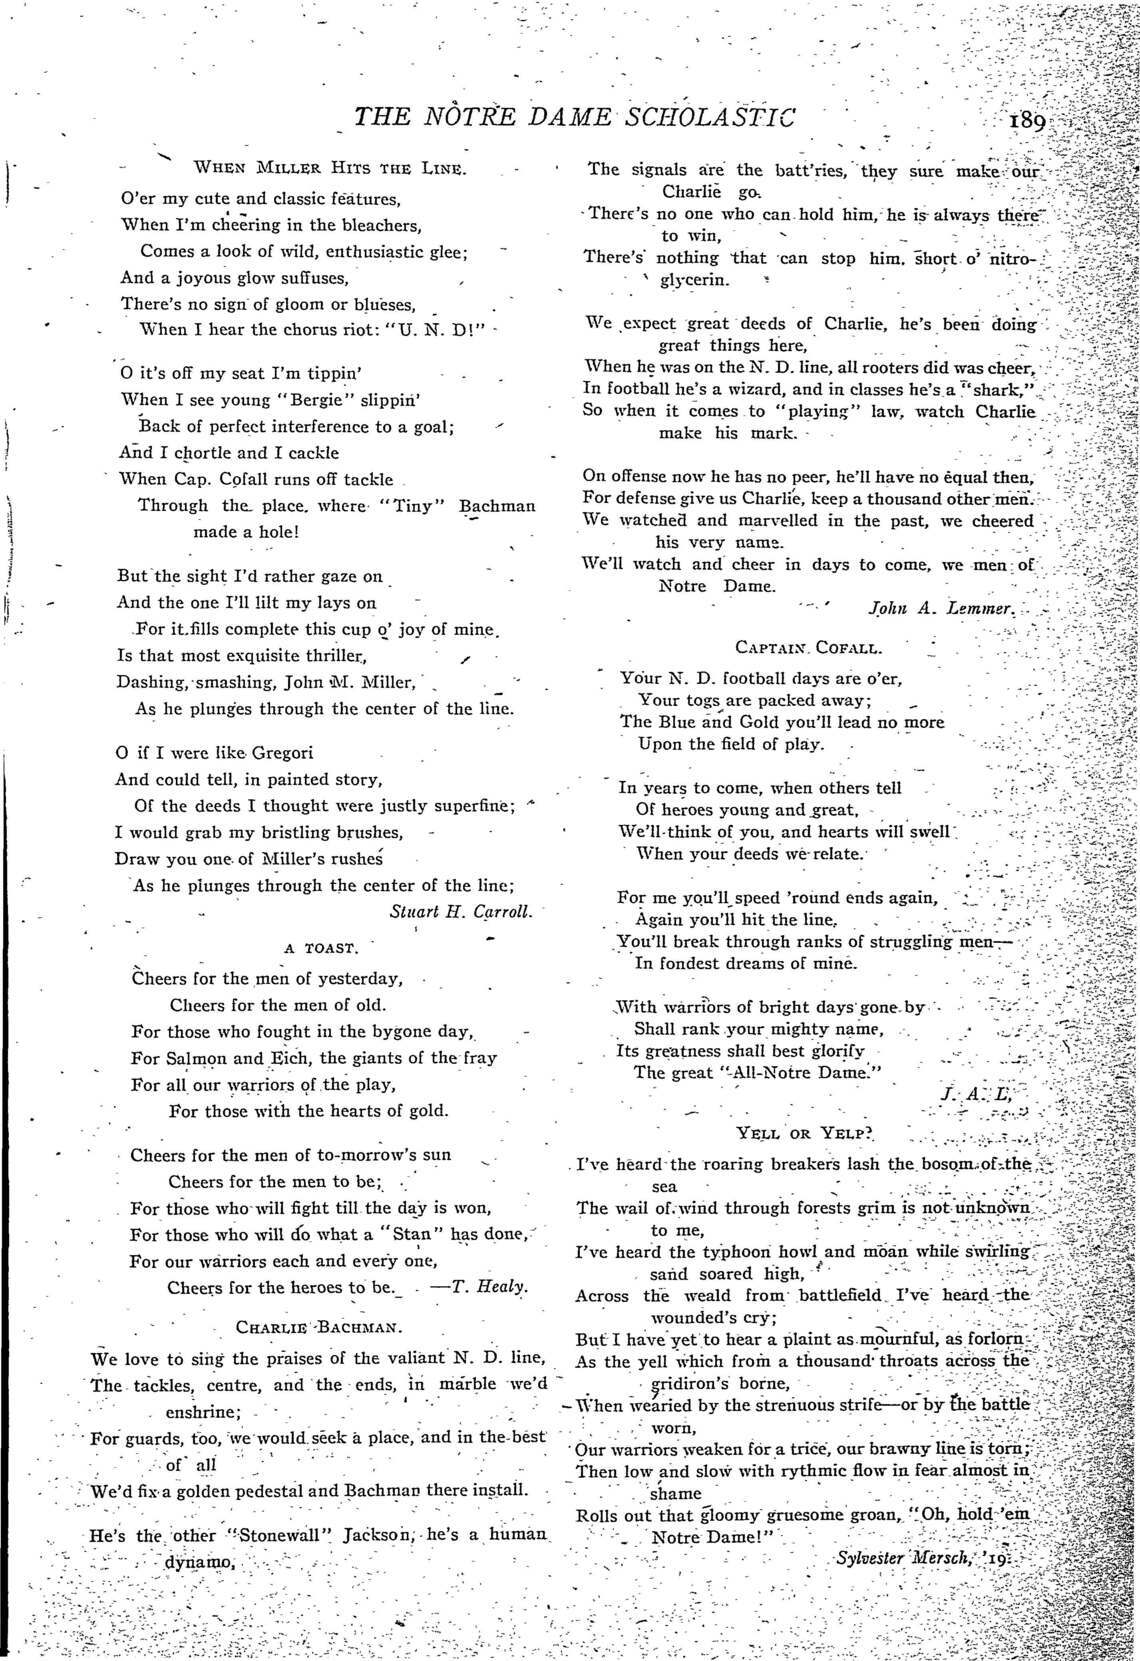 THE NOTRE DAME SCHOLASTIC 189
WHEN MILLER HITS THE LINE.
O'er my cute and classic features,
When I'm cheering in the bleachers,
Comes a look of wild, enthusiastic glee;
And a joyous glow suffuses,
There's no sign of gloom or blueses,
When I hear the chorus riot: "U. N. D!"
O it's off my seat I'm tippin'
When I see young "Bergie" slippin'
Back of perfect interference to a goal;
And I chortle and I cackle
When Cap. Cofall runs off tackle
Through the place where "Tiny" Bachman
made a hole!
But the sight I'd rather gaze on
And the one I'll lilt my lays on
For it fills complete this cup o' joy of mine.
Is that most exquisite thriller,
Dashing, smashing, John M. Miller,
As he plunges through the center of the line.
O if I were like Gregori
And could tell, in painted story,
Of the deeds I thought were justly superfine;
I would grab my bristling brushes,
Draw you one of Miller's rushes
As he plunges through the center of the line;
Stuart H. Carroll.
A TOAST.
Cheers for the men of yesterday,
Cheers for the men of old.
For those who fought in the bygone day,
For Salmon and Eich, the giants of the fray
For all our warriors of the play,
For those with the hearts of gold.
Cheers for the men of to-morrow's sun
Cheers for the men to be;
For those who will fight till the day is won,
For those who will do what a "Stan" has done,
For our warriors each and every one,
Cheers for the heroes to be. —T. Healy.
CHARLIE BACHMAN.
We love to sing the praises of the valiant N. D. line,
The tackles, centre, and the ends, in marble we'd
enshrine;
For guards, too, we would seek a place, and in the best
of all
We'd fix a golden pedestal and Bachman there install.
He's the other "Stonewall" Jackson, he's a human
dynamo,
The signals are the batt'ries, they sure make our
Charlie go.
There's no one who can hold him, he is always there
to win,
There's nothing that can stop him, short o' nitro-
glycerin.
We expect great deeds of Charlie, he's been doing
great things here,
When he was on the N. D. line, all rooters did was cheer,
In football he's a wizard, and in classes he's a "shark,"
So when it comes to "playing" law, watch Charlie
make his mark.
On offense now he has no peer, he'll have no equal then,
For defense give us Charlie, keep a thousand other men.
We watched and marvelled in the past, we cheered
his very name.
We'll watch and cheer in days to come, we men of
Notre Dame.
John A. Lemmer.
CAPTAIN COFALL.
Your N. D. football days are o'er,
Your togs are packed away;
The Blue and Gold you'll lead no more
Upon the field of play.
In years to come, when others tell
Of heroes young and great,
We'll think of you, and hearts will swell
When your deeds we relate.
For me you'll speed 'round ends again,
Again you'll hit the line,
You'll break through ranks of struggling men—
In fondest dreams of mine.
With warriors of bright days gone by
Shall rank your mighty name,
Its greatness shall best glorify
The great "All-Notre Dame."
J. A. L.
YELL OR YELP?
I've heard the roaring breakers lash the bosom of the
sea
The wail of wind through forests grim is not unknown
to me,
I've heard the typhoon howl and moan while swirling
sand soared high,
Across the weald from battlefield I've heard the
wounded's cry;
But I have yet to hear a plaint as mournful, as forlorn
As the yell which from a thousand throats across the
gridiron's borne,
When wearied by the strenuous strife—or by the battle
worn,
Our warriors weaken for a trice, our brawny line is torn;
Then low and slow with rythmic flow in fear almost in
shame
Rolls out that gloomy gruesome groan, "Oh, hold 'em
Notre Dame!"
Sylvester Mersch, '19.